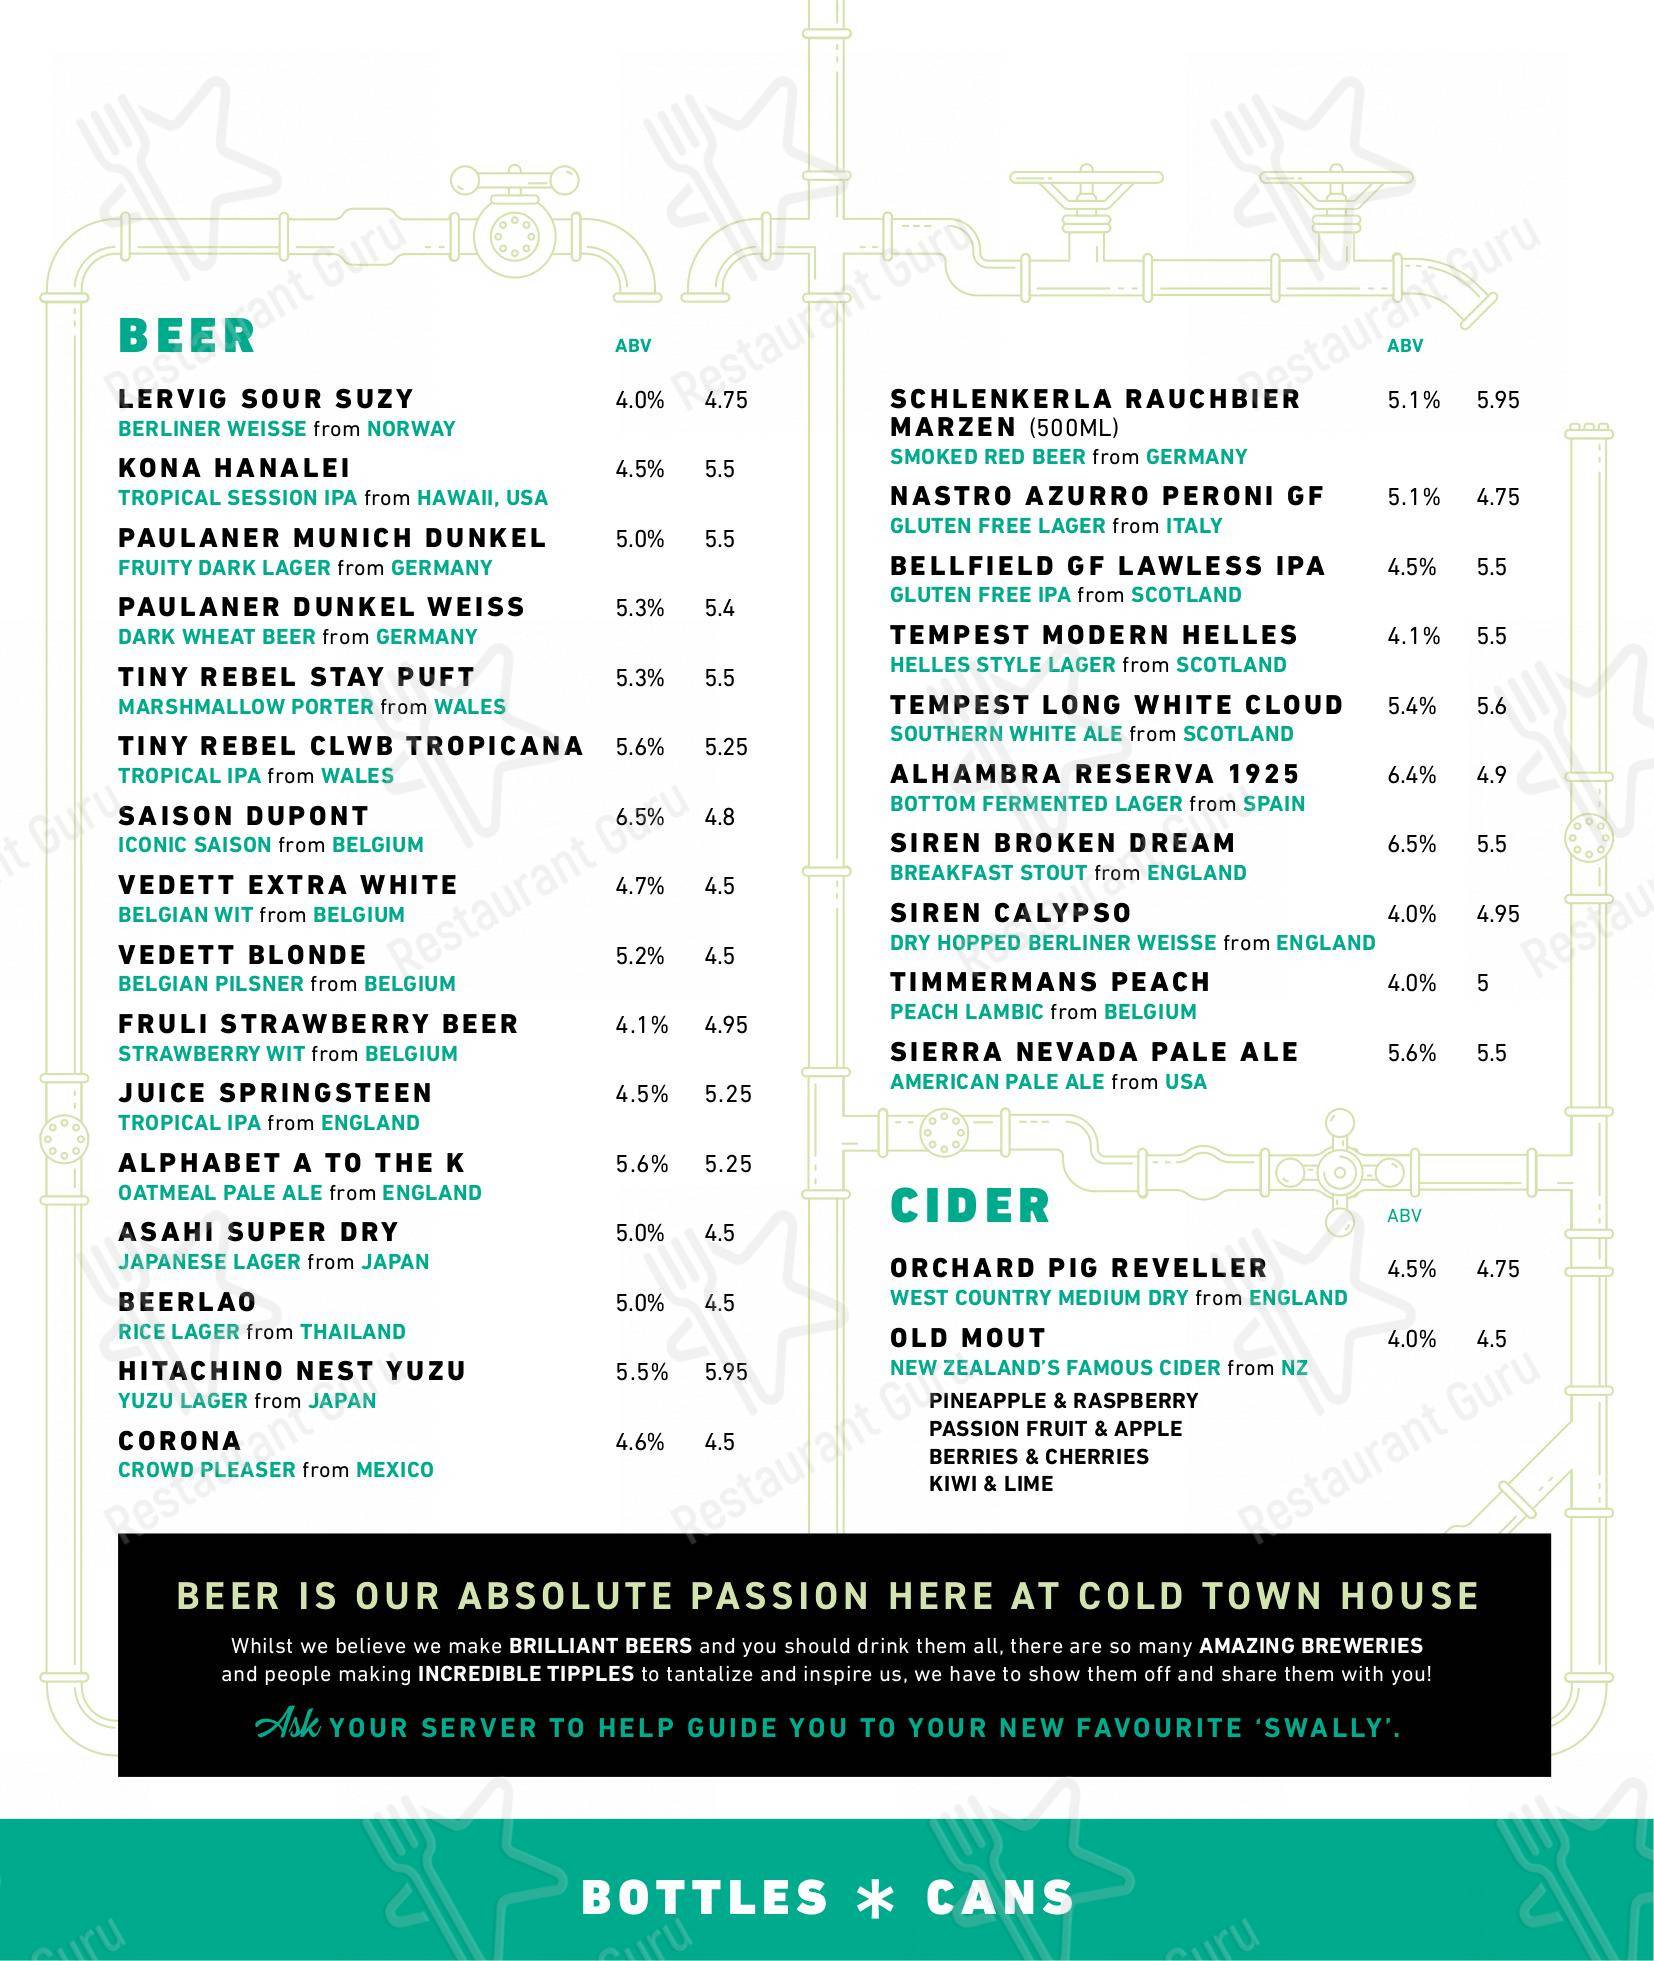 BEER
ABV
LERVIG SOUR SUZY 4.0% 4.75
BERLINER WEISSE from NORWAY
KONA HANALEI 4.5% 5.5
TROPICAL SESSION IPA from HAWAII, USA
PAULANER MUNICH DUNKEL 5.0% 5.5
FRUITY DARK LAGER from GERMANY
PAULANER DUNKEL WEISS 5.3% 5.4
DARK WHEAT BEER from GERMANY
TINY REBEL STAY PUFT 5.3% 5.5
MARSHMALLOW PORTER from WALES
TINY REBEL CLWB TROPICANA 5.6% 5.25
TROPICAL IPA from WALES
SAISON DUPONT 6.5% 4.8
ICONIC SAISON from BELGIUM
VEDETT EXTRA WHITE 4.7% 4.5
BELGIAN WIT from BELGIUM
VEDETT BLONDE 5.2% 4.5
BELGIAN PILSNER from BELGIUM
FRULI STRAWBERRY BEER 4.1% 4.95
STRAWBERRY WIT from BELGIUM
JUICE SPRINGSTEEN 4.5% 5.25
TROPICAL IPA from ENGLAND
ALPHABET A TO THE K 5.6% 5.25
OATMEAL PALE ALE from ENGLAND
ASAHI SUPER DRY 5.0% 4.5
JAPANESE LAGER from JAPAN
BEERLAO 5.0% 4.5
RICE LAGER from THAILAND
HITACHINO NEST YUZU 5.5% 5.95
YUZU LAGER from JAPAN
CORONA 4.6% 4.5
CROWD PLEASER from MEXICO
ABV
SCHLENKERLA RAUCHBIER 5.1% 5.95
MARZEN (500ML)
SMOKED RED BEER from GERMANY
NASTRO AZURRO PERONI GF 5.1% 4.75
GLUTEN FREE LAGER from ITALY
BELLFIELD GF LAWLESS IPA 4.5% 5.5
GLUTEN FREE IPA from SCOTLAND
TEMPEST MODERN HELLES 4.1% 5.5
HELLES STYLE LAGER from SCOTLAND
TEMPEST LONG WHITE CLOUD 5.4% 5.6
SOUTHERN WHITE ALE from SCOTLAND
ALHAMBRA RESERVA 1925 6.4% 4.9
BOTTOM FERMENTED LAGER from SPAIN
SIREN BROKEN DREAM 6.5% 5.5
BREAKFAST STOUT from ENGLAND
SIREN CALYPSO 4.0% 4.95
DRY HOPPED BERLINER WEISSE from ENGLAND
TIMMERMANS PEACH 4.0% 5
PEACH LAMBIC from BELGIUM
SIERRA NEVADA PALE ALE 5.6% 5.5
AMERICAN PALE ALE from USA
CIDER
ABV
ORCHARD PIG REVELLER 4.5% 4.75
WEST COUNTRY MEDIUM DRY from ENGLAND
OLD MOUT 4.0% 4.5
NEW ZEALAND'S FAMOUS CIDER from NZ
PINEAPPLE & RASPBERRY
PASSION FRUIT & APPLE
BERRIES & CHERRIES
KIWI & LIME
BEER IS OUR ABSOLUTE PASSION HERE AT COLD TOWN HOUSE
Whilst we believe we make BRILLIANT BEERS and you should drink them all, there are so many AMAZING BREWERIES
and people making INCREDIBLE TIPPLES to tantalize and inspire us, we have to show them off and share them with you!
Ask YOUR SERVER TO HELP GUIDE YOU TO YOUR NEW FAVOURITE 'SWALLY'.
BOTTLES * CANS
Restaurant Guru